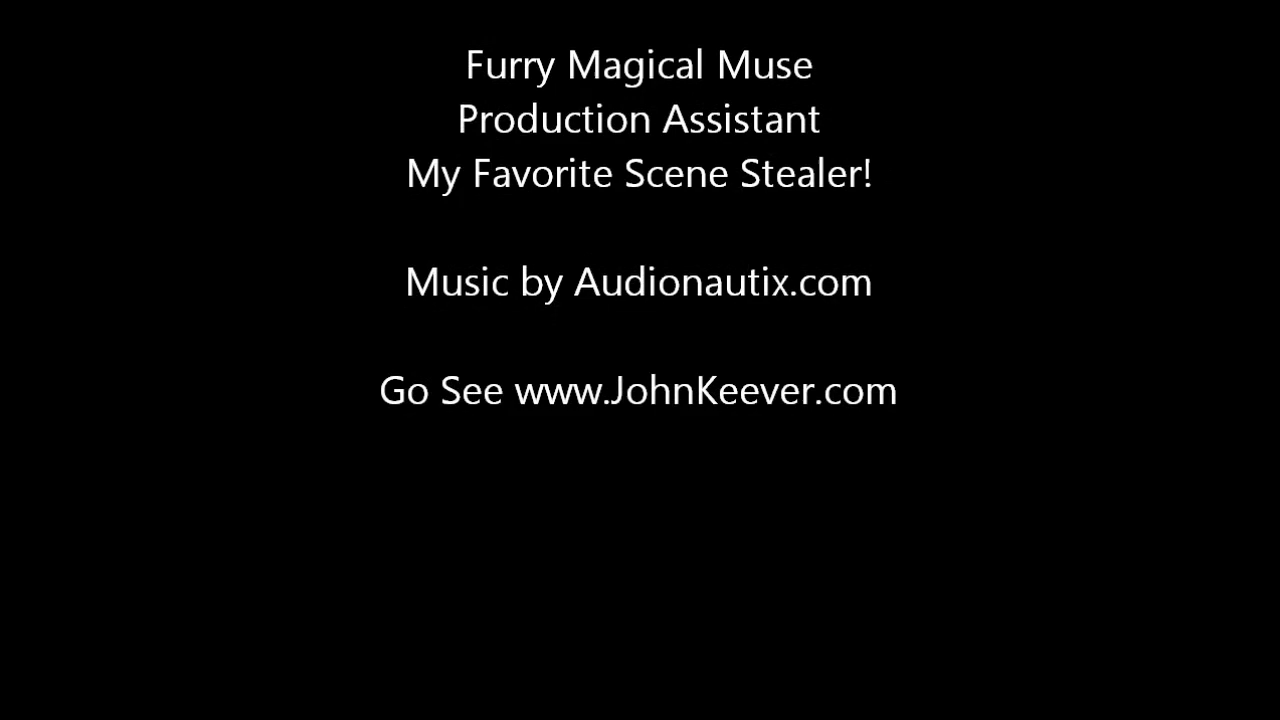 Furry Magical Muse
Production Assistant
My Favorite Scene Stealer!
Music by Audionautix.com
Go See www.JohnKeever.com